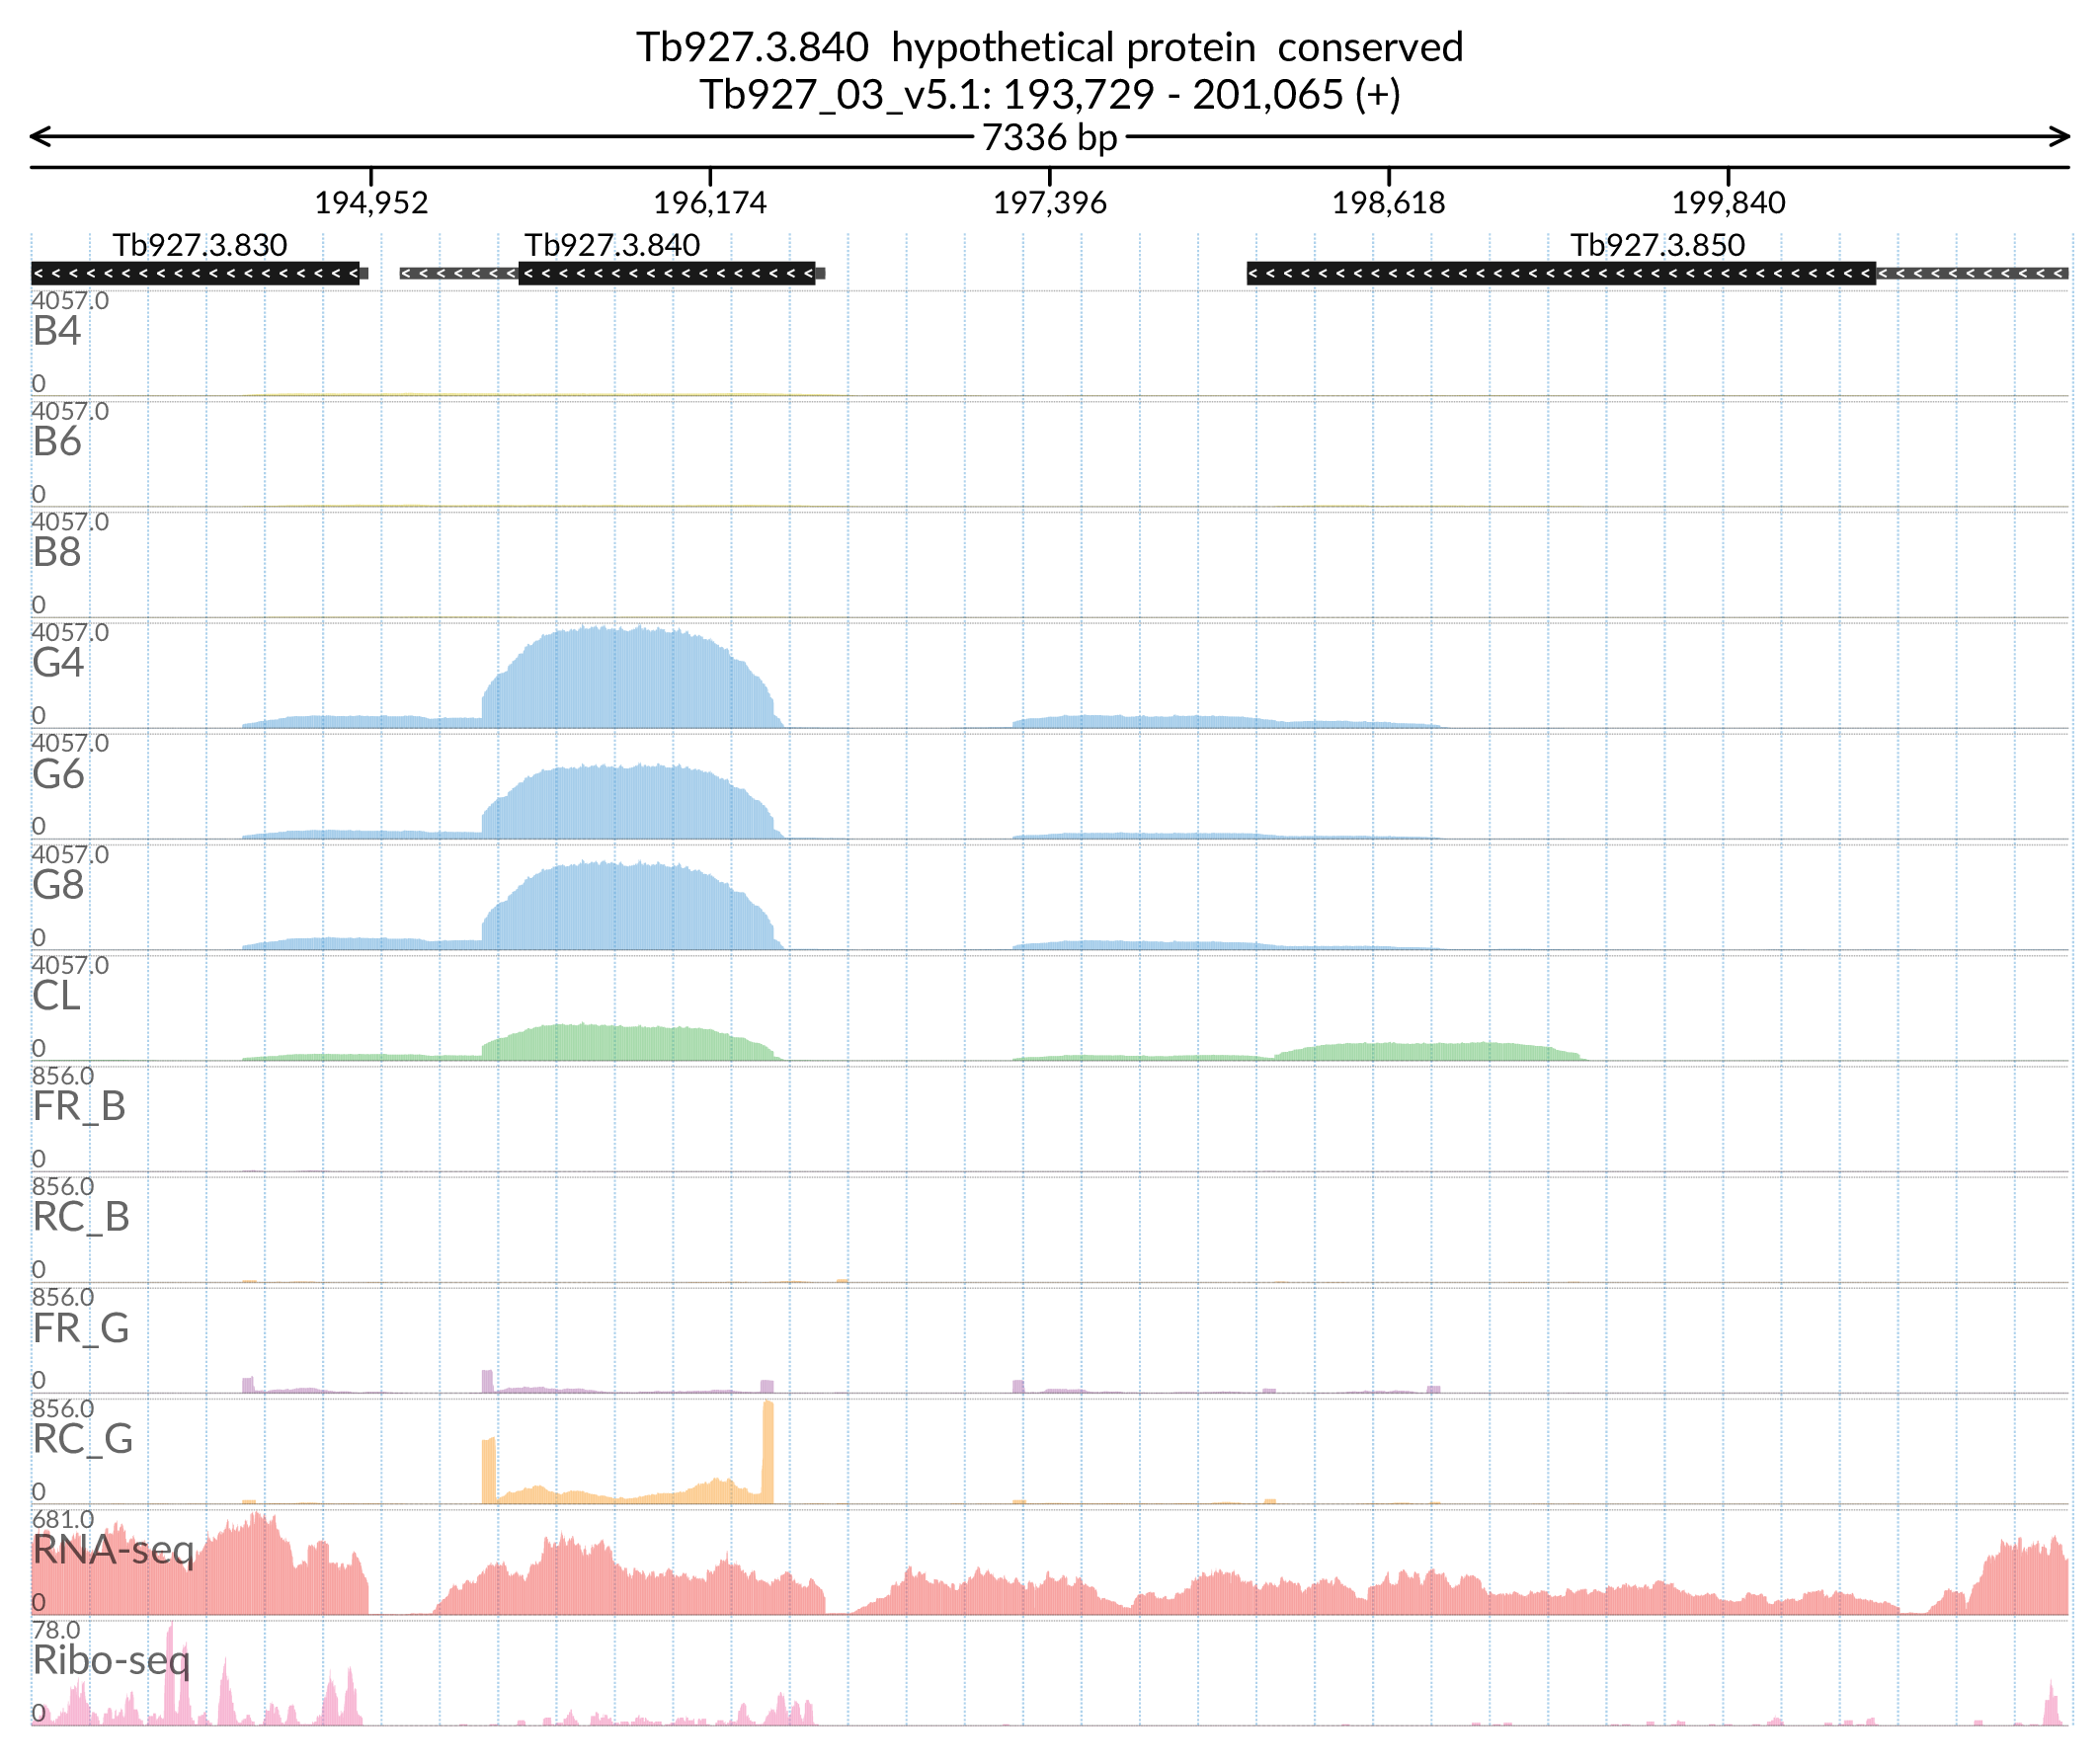 Tb927.3.840 hypothetical protein conserved
Tb927_03_v5.1: 193,729 - 201,065 (+)
7336 bp
194,952 196,174 197,396 198,618 199,840
Tb927.3.830 Tb927.3.840 Tb927.3.850
4057.0
B4
0
4057.0
B6
0
4057.0
B8
0
4057.0
G4
0
4057.0
G6
0
4057.0
G8
0
4057.0
CL
0
856.0
FR_B
0
856.0
RC_B
0
856.0
FR_G
0
856.0
RC_G
0
681.0
RNA-seq
0
78.0
Ribo-seq
0